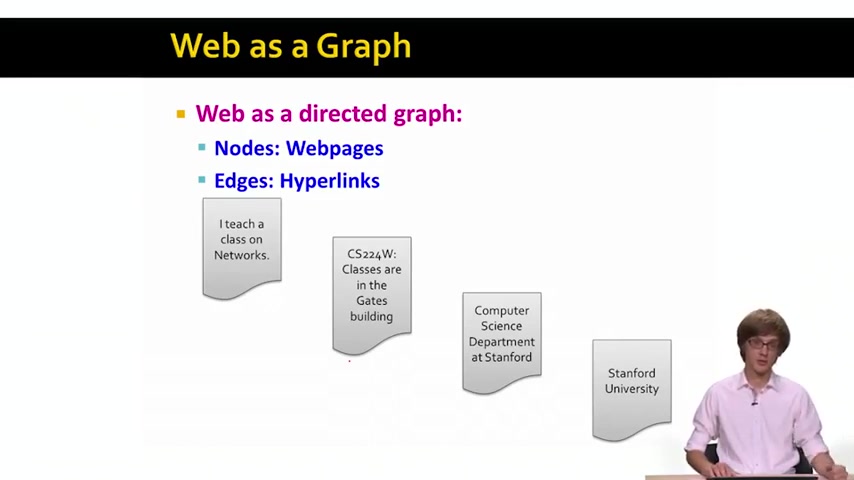 Web as a Graph
Web as a directed graph:
Nodes: Webpages
Edges: Hyperlinks
I teach a
class on
Networks.
CS224W:
Classes are
in the
Gates
building
Computer
Science
Department
at Stanford
Stanford
University